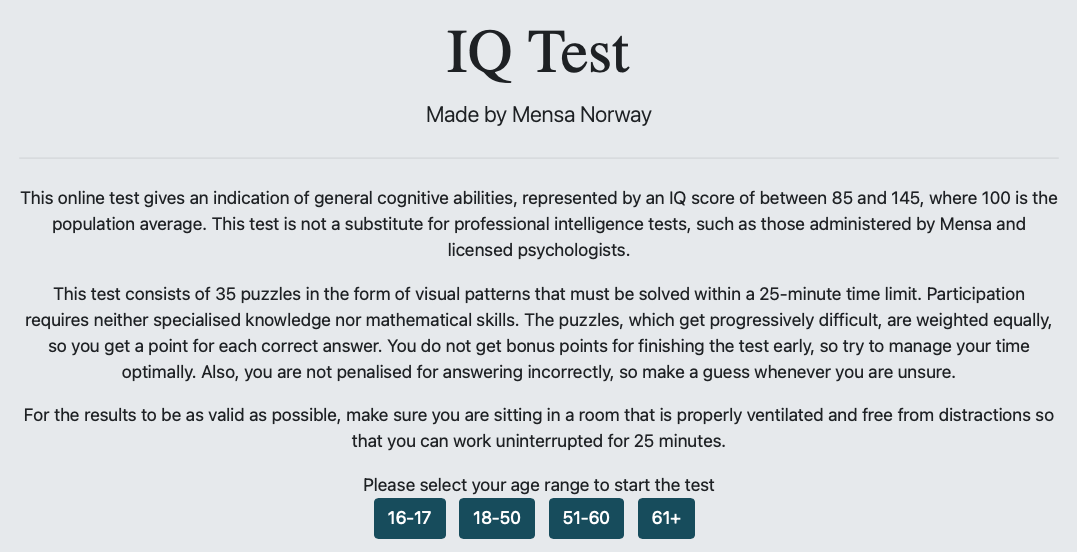 IQ Test
Made by Mensa Norway
This online test gives an indication of general cognitive abilities, represented by an IQ score of between 85 and 145, where 100 is the
population average. This test is not a substitute for professional intelligence tests, such as those administered by Mensa and
licensed psychologists.
This test consists of 35 puzzles in the form of visual patterns that must be solved within a 25-minute time limit. Participation
requires neither specialised knowledge nor mathematical skills. The puzzles, which get progressively difficult, are weighted equally,
so you get a point for each correct answer. You do not get bonus points for finishing the test early, so try to manage your time
optimally. Also, you are not penalised for answering incorrectly, so make a guess whenever you are unsure.
For the results to be as valid as possible, make sure you are sitting in a room that is properly ventilated and free from distractions so
that you can work uninterrupted for 25 minutes.
Please select your age range to start the test
16-17 18-50 51-60 61+